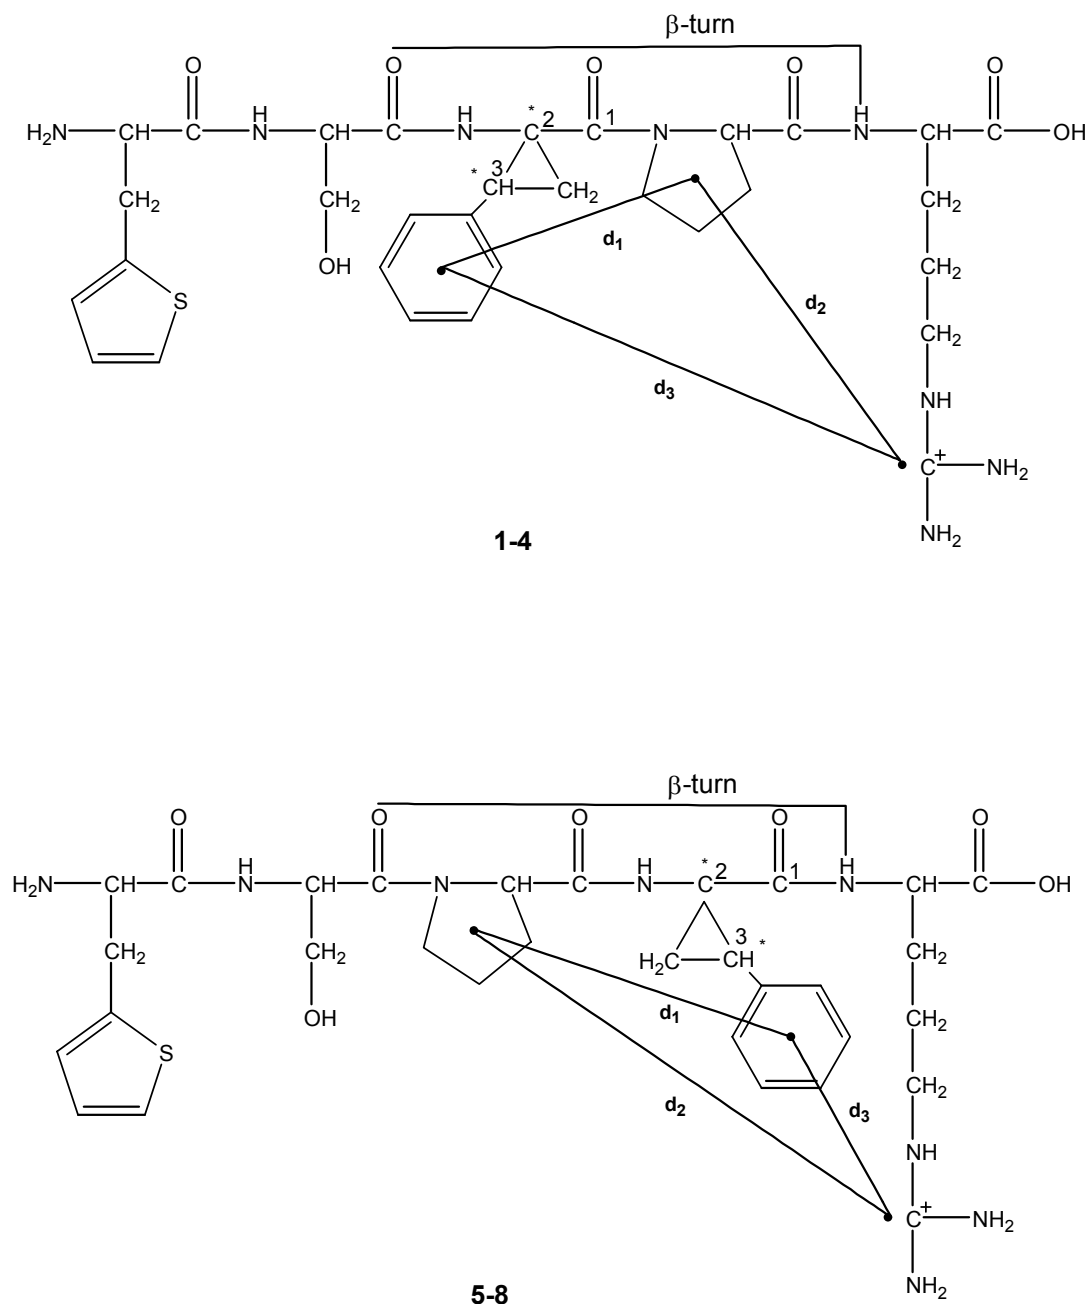 β-turn
O O O O O
H H H
H₂N CH C N CH C N * 2 C 1 N CH C N CH C OH
* 3 CH CH₂
CH₂ CH₂ CH₂
d₁
OH CH₂
S d₂
CH₂
d₃
NH
C⁺ NH₂
NH₂
1-4
β-turn
O O O O O
H H H
H₂N CH C N CH C N CH C N * 2 C 1 N CH C OH
CH₂ CH₂ H₂C 3 CH * CH₂
OH d₁ CH₂
S
CH₂
d₂ d₃
NH
C⁺ NH₂
NH₂
5-8